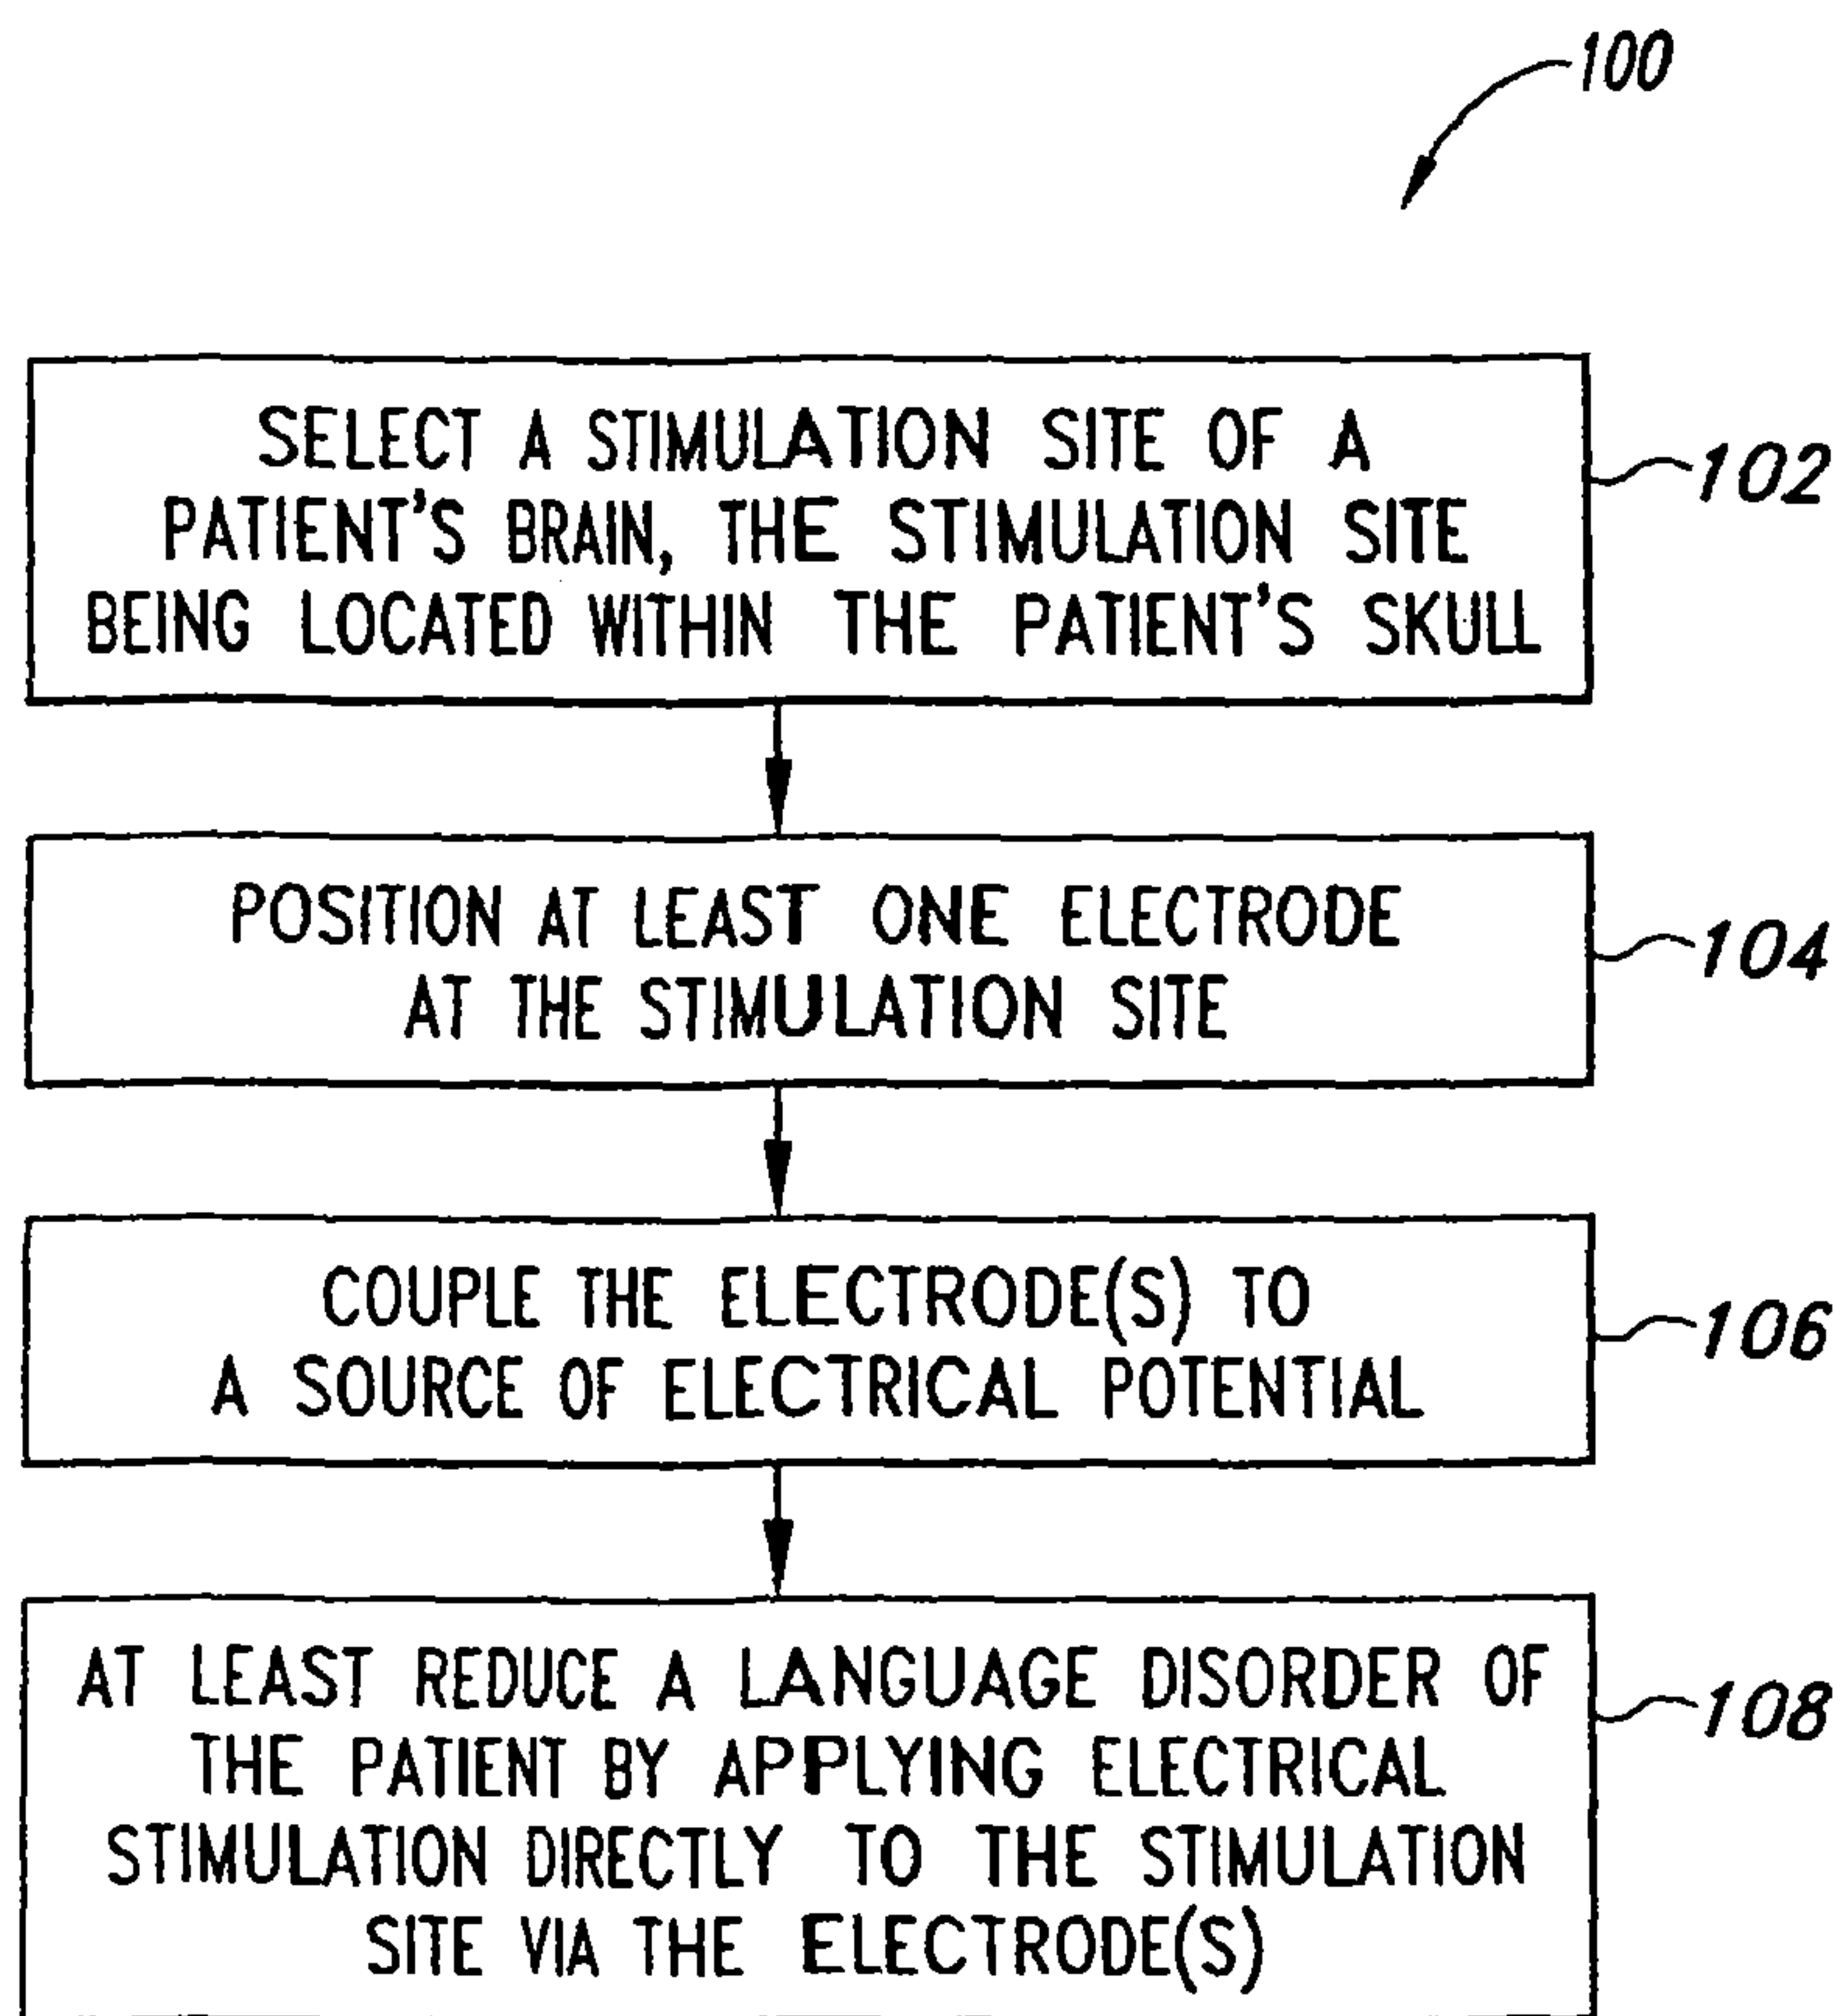 100
SELECT A STIMULATION SITE OF A
PATIENT'S BRAIN, THE STIMULATION SITE
BEING LOCATED WITHIN THE PATIENT'S SKULL
102
POSITION AT LEAST ONE ELECTRODE
AT THE STIMULATION SITE
104
COUPLE THE ELECTRODE(S) TO
A SOURCE OF ELECTRICAL POTENTIAL
106
AT LEAST REDUCE A LANGUAGE DISORDER OF
THE PATIENT BY APPLYING ELECTRICAL
STIMULATION DIRECTLY TO THE STIMULATION
SITE VIA THE ELECTRODE(S)
108